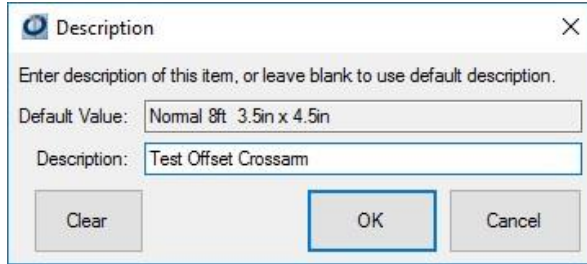 Description
Enter description of this item, or leave blank to use default description.
Default Value: Normal 8ft  3.5in x 4.5in
Description: Test Offset Crossarm
Clear OK Cancel